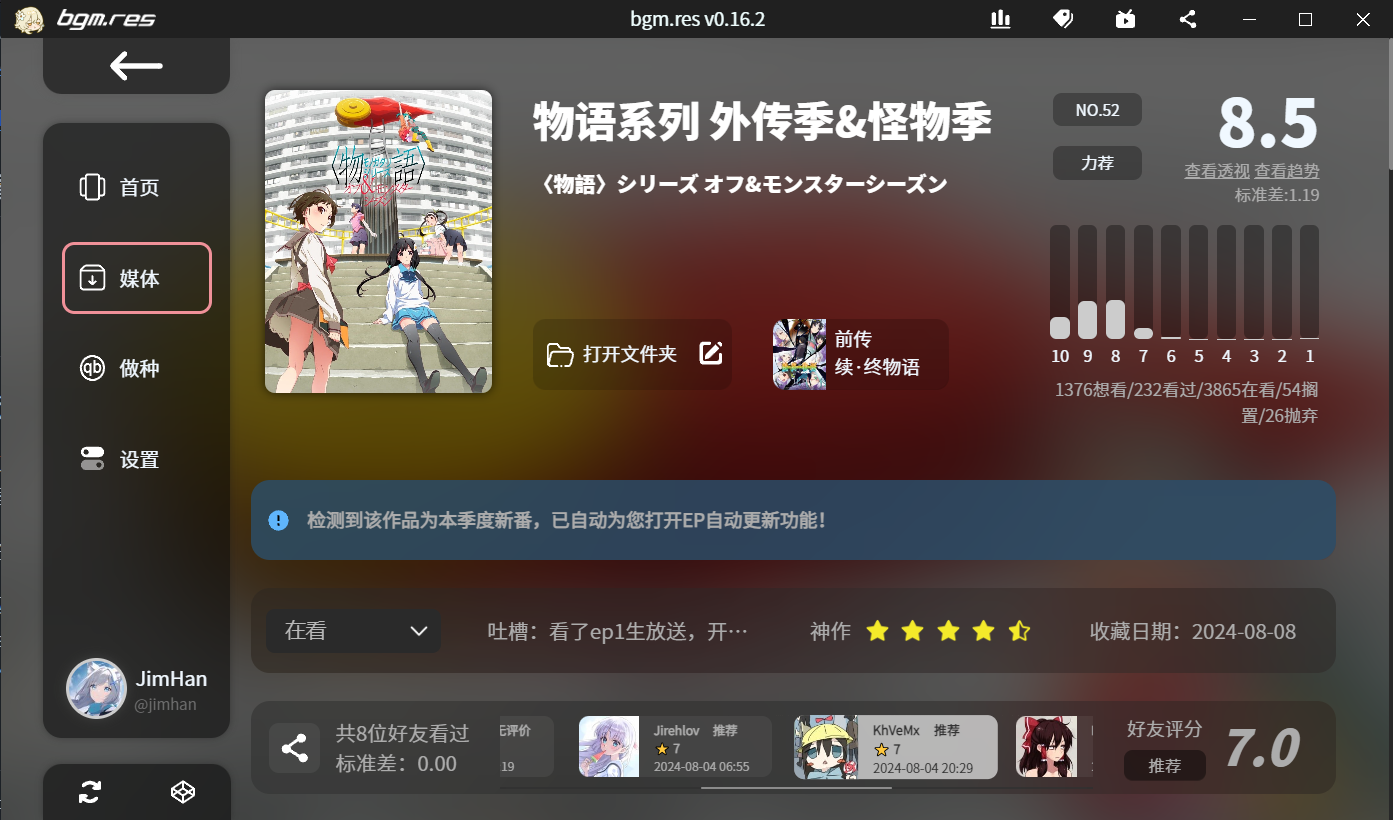 bgm.res
bgm.res v0.16.2
首页
媒体
做种
设置
JimHan
@jimhan
物语系列 外传季&怪物季
〈物語〉シリーズ オフ&モンスターシーズン
〈物語〉
打开文件夹
前传
续·终物语
NO.52
力荐
8.5
查看透视 查看趋势
标准差:1.19
10 9 8 7 6 5 4 3 2 1
1376想看/232看过/3865在看/54搁
置/26抛弃
检测到该作品为本季度新番，已自动为您打开EP自动更新功能！
在看
吐槽：看了ep1生放送，开…
神作
收藏日期：2024-08-08
共8位好友看过
标准差：0.00
评价
19
Jirehlov 推荐
7
2024-08-04 06:55
KhVeMx 推荐
7
2024-08-04 20:29
好友评分
推荐
7.0